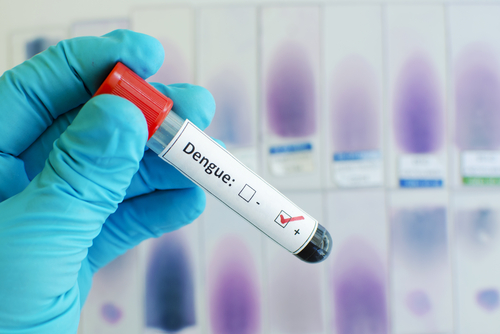 Dengue: ☐ - ☑ +